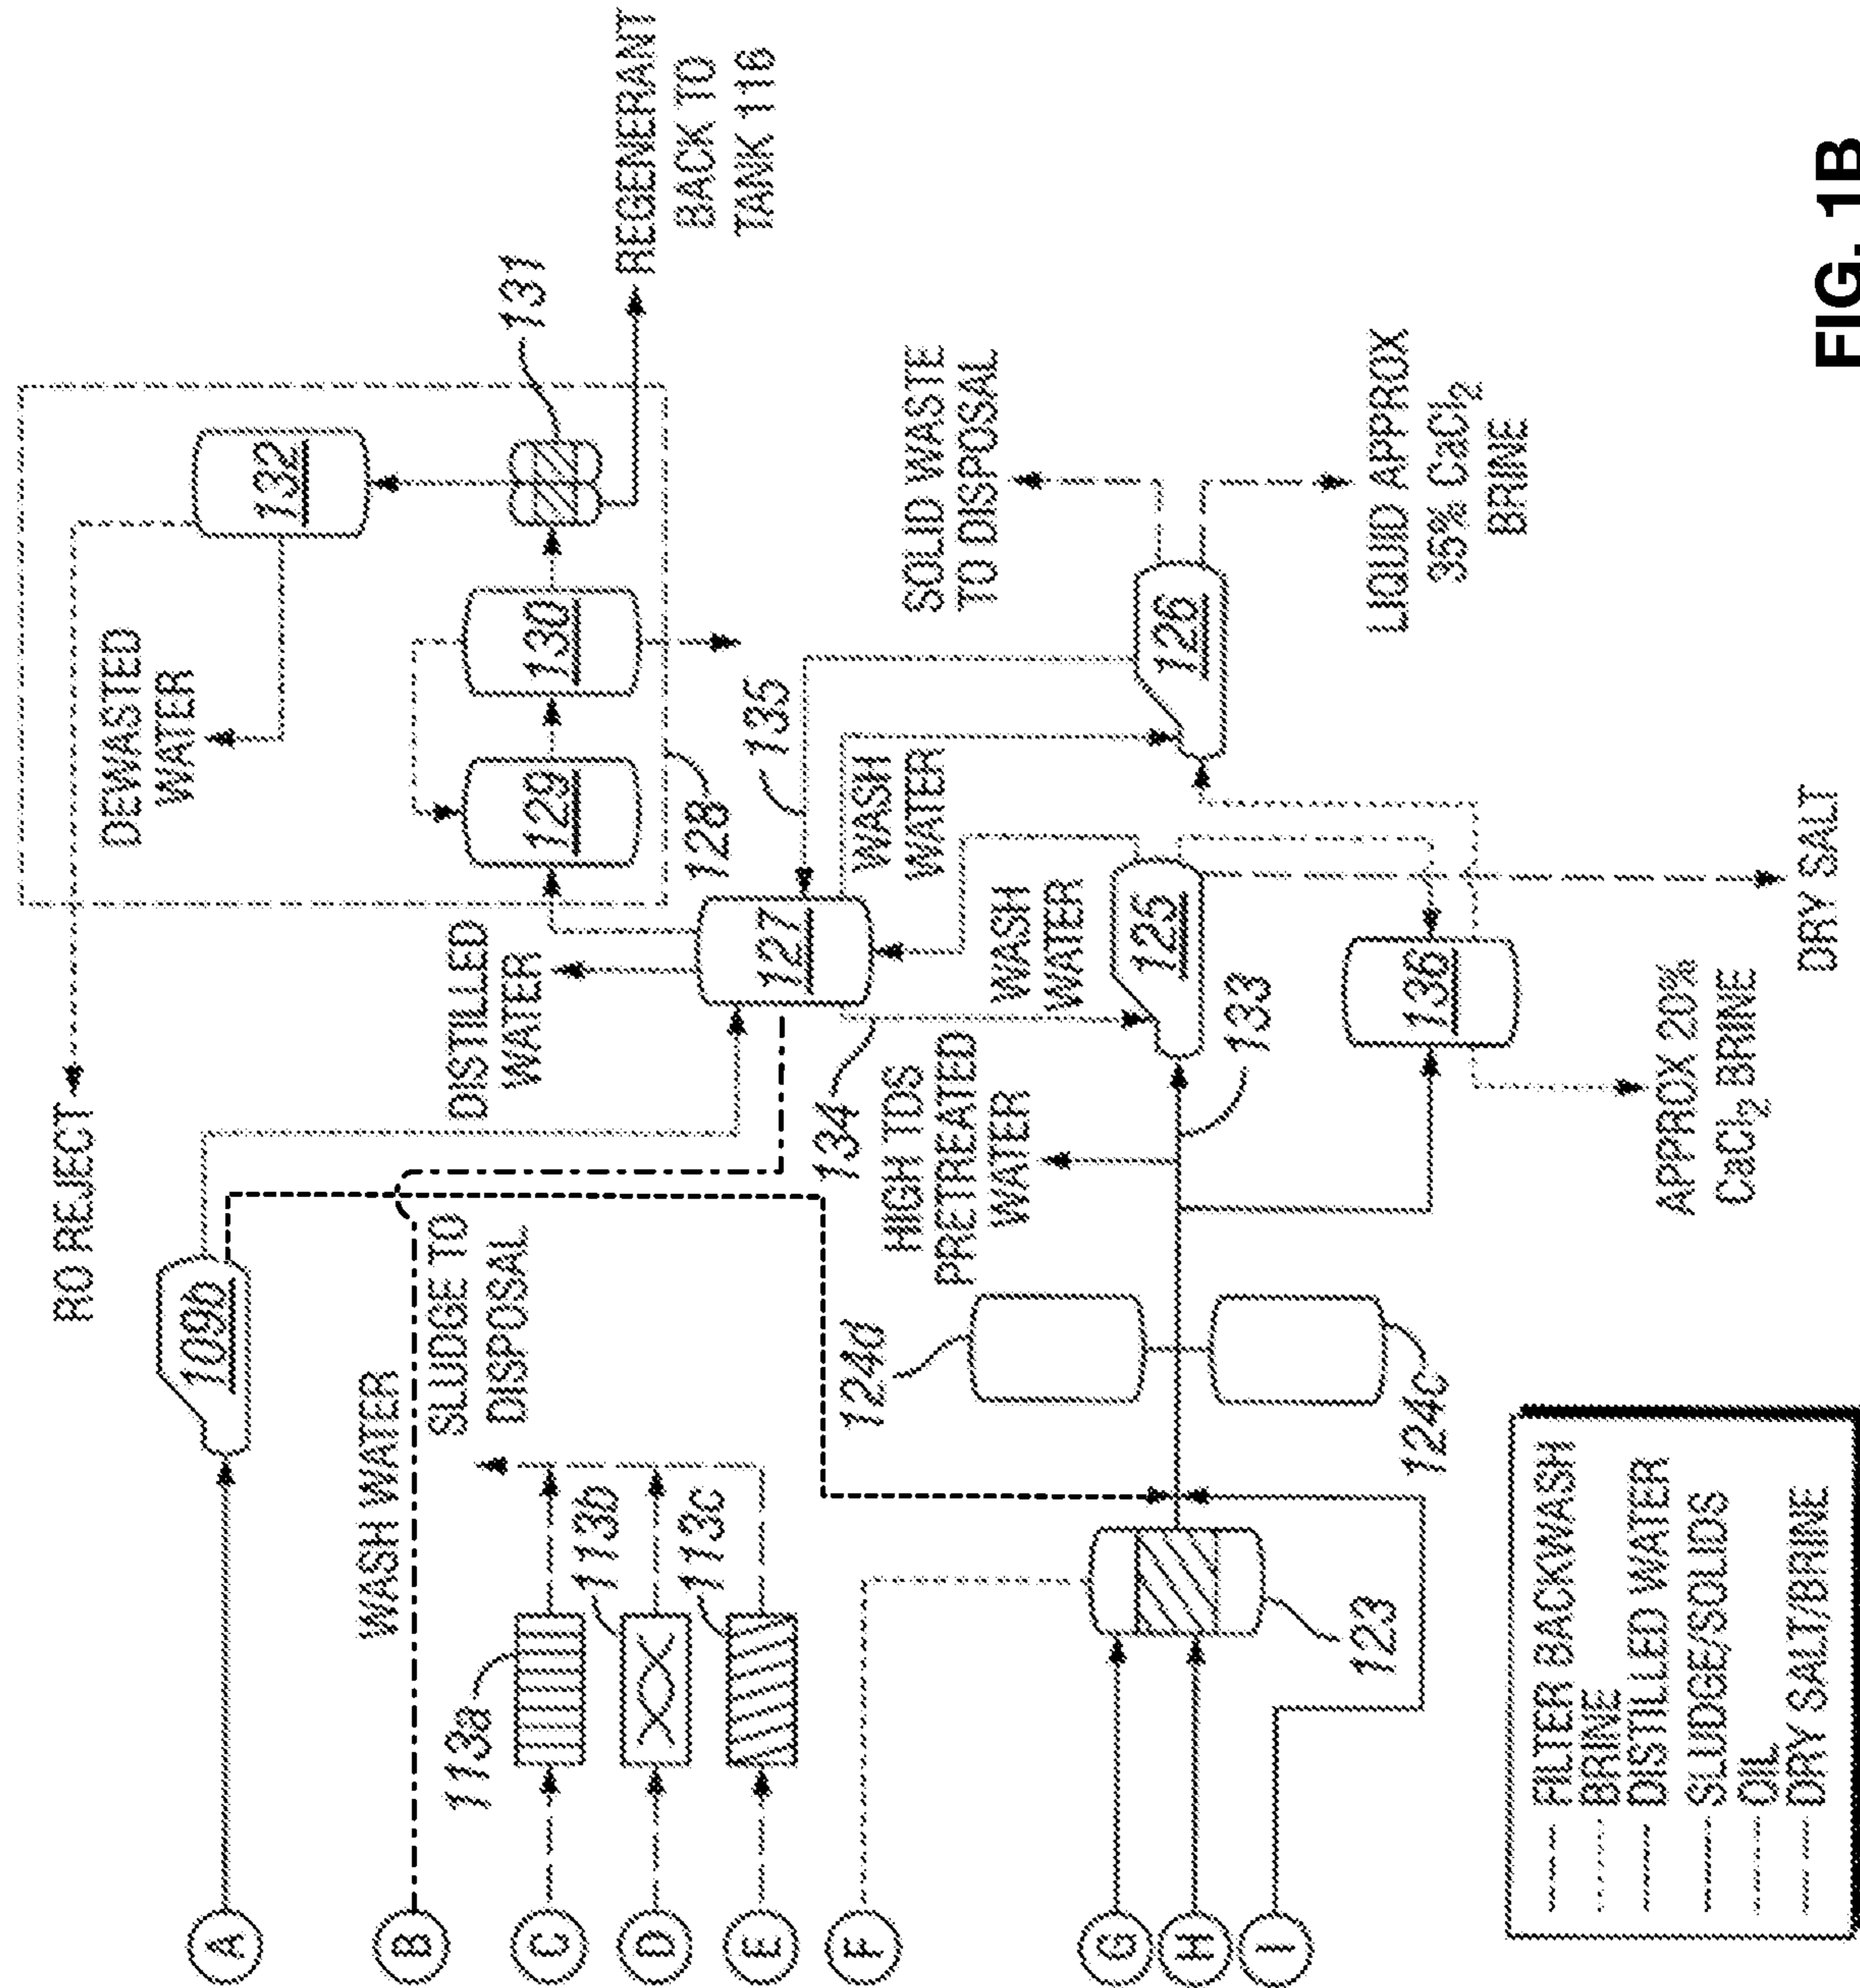 RO REJECT
DEWASTED
WATER
132
131
REGENERANT
BACK TO
TANK 116
129
130
128
135
DISTILLED
WATER
127
WASH
WATER
126
SOLID WASTE
TO DISPOSAL
LIQUID APPROX
35% CaCl₂
BRINE
WASH
WATER
125
134
133
HIGH TDS
PRETREATED
WATER
136
APPROX 20%
CaCl₂ BRINE
DRY SALT
A
109b
B
WASH WATER
SLUDGE TO
DISPOSAL
C
113a
D
113b
E
113c
F
G
H
I
123
124d
124c
FILTER BACKWASH
BRINE
DISTILLED WATER
SLUDGE/SOLIDS
OIL
DRY SALT/BRINE
FIG. 1B